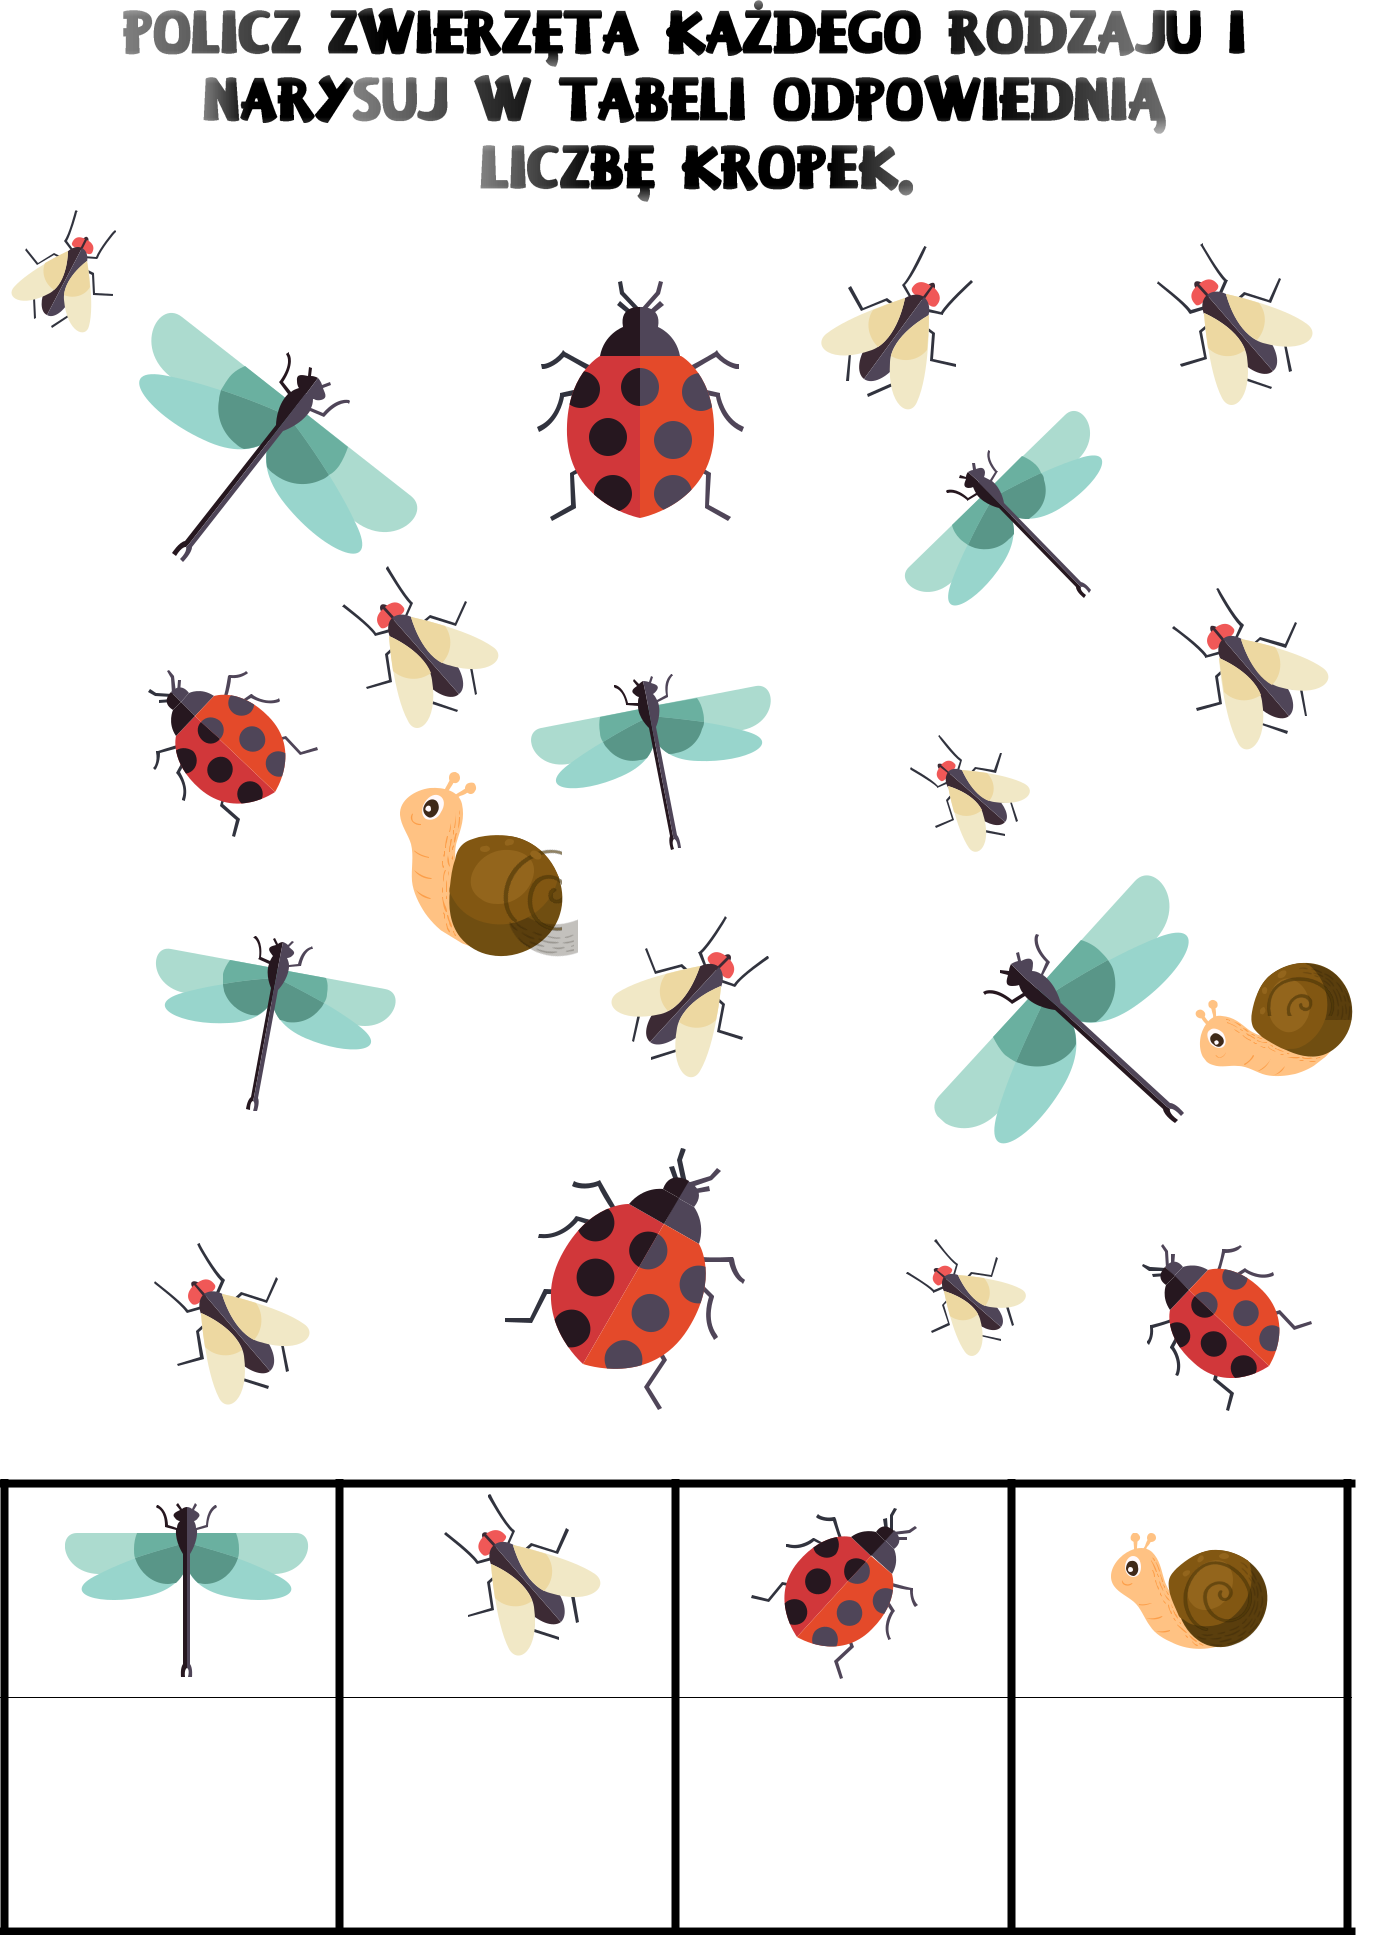 POLICZ ZWIERZĘTA KAŻDEGO RODZAJU I
NARYSUJ W TABELI ODPOWIEDNIĄ
LICZBĘ KROPEK.